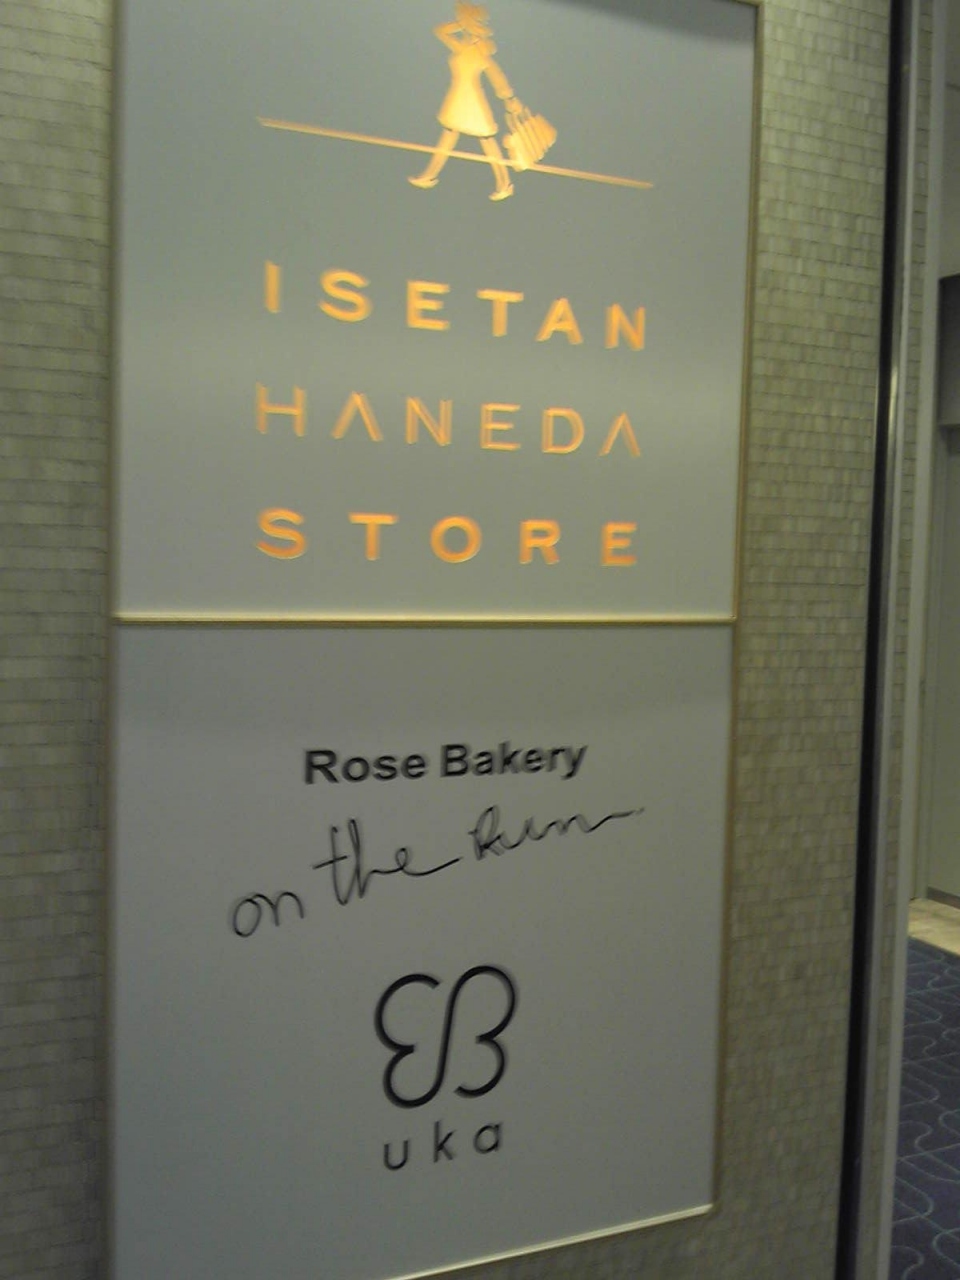 ISETAN
HANEDA
STORE
Rose Bakery
on the Run
uka